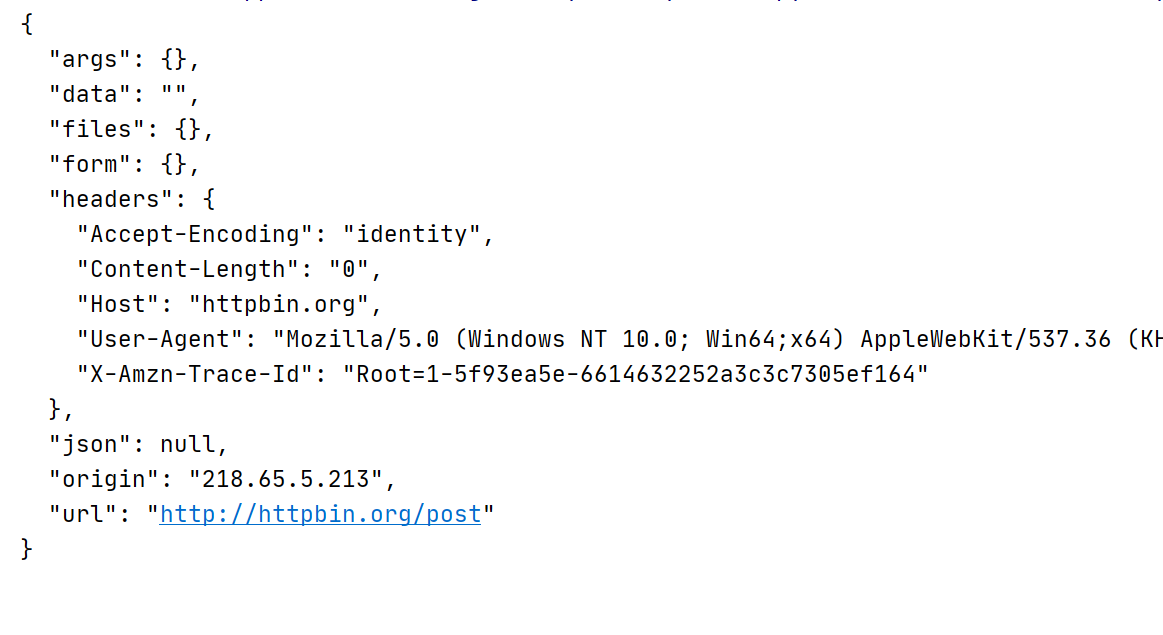 {
  "args": {},
  "data": "",
  "files": {},
  "form": {},
  "headers": {
    "Accept-Encoding": "identity",
    "Content-Length": "0",
    "Host": "httpbin.org",
    "User-Agent": "Mozilla/5.0 (Windows NT 10.0; Win64;x64) AppleWebKit/537.36 (KH
    "X-Amzn-Trace-Id": "Root=1-5f93ea5e-6614632252a3c3c7305ef164"
  },
  "json": null,
  "origin": "218.65.5.213",
  "url": "http://httpbin.org/post"
}